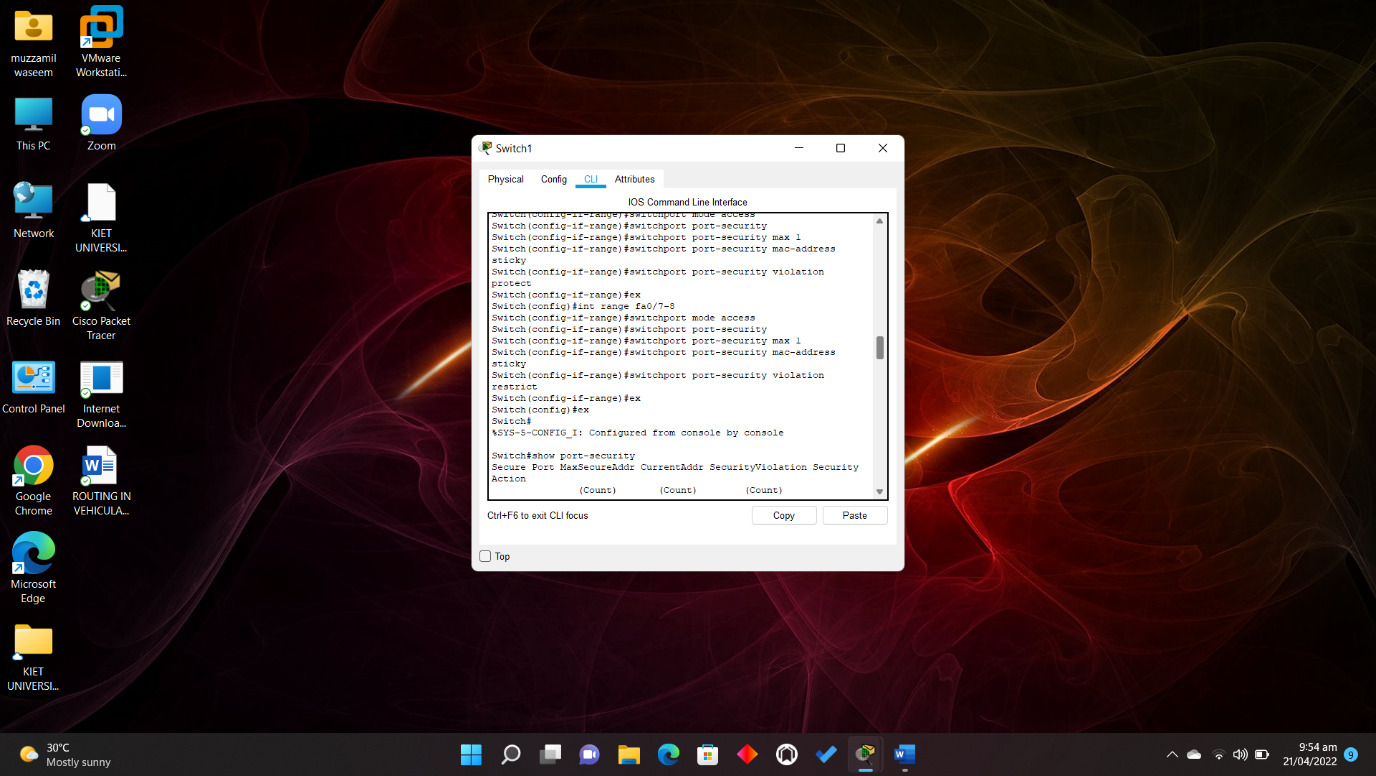 muzzamil
waseem
VMware
Workstati...
This PC
Zoom
Network
KIET
UNIVERSI...
Recycle Bin
Cisco Packet
Tracer
Control Panel
Internet
Downloa...
Google
Chrome
ROUTING IN
VEHICULA...
Microsoft
Edge
KIET
UNIVERSI...
Switch1
Physical Config CLI Attributes
IOS Command Line Interface
Switch(config-if-range)#switchport mode access
Switch(config-if-range)#switchport port-security
Switch(config-if-range)#switchport port-security max 1
Switch(config-if-range)#switchport port-security mac-address
sticky
Switch(config-if-range)#switchport port-security violation
protect
Switch(config-if-range)#ex
Switch(config)#int range fa0/7-8
Switch(config-if-range)#switchport mode access
Switch(config-if-range)#switchport port-security
Switch(config-if-range)#switchport port-security max 1
Switch(config-if-range)#switchport port-security mac-address
sticky
Switch(config-if-range)#switchport port-security violation
restrict
Switch(config-if-range)#ex
Switch(config)#ex
Switch#
%SYS-5-CONFIG_I: Configured from console by console
Switch#show port-security
Secure Port MaxSecureAddr CurrentAddr SecurityViolation Security
Action
(Count) (Count) (Count)
Ctrl+F6 to exit CLI focus
Copy Paste
Top
30°C
Mostly sunny
W
9:54 am
21/04/2022
9